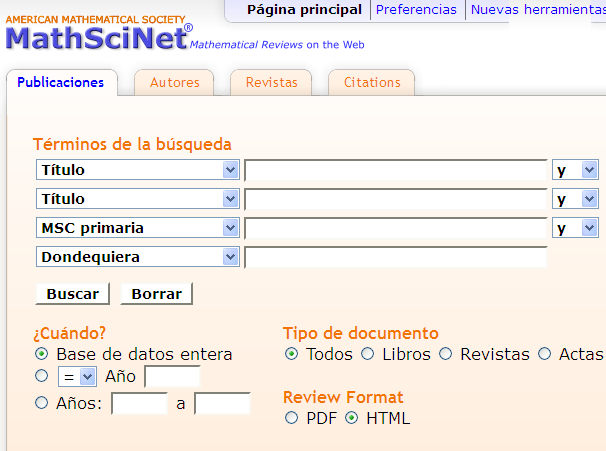 AMERICAN MATHEMATICAL SOCIETY
MathSciNet®
Mathematical Reviews on the Web
Página principal Preferencias Nuevas herramientas
Publicaciones Autores Revistas Citations
Términos de la búsqueda
Título y
Título y
MSC primaria y
Dondequiera
Buscar Borrar
¿Cuándo?
Base de datos entera
= Año
Años: a
Tipo de documento
Todos Libros Revistas Actas
Review Format
PDF HTML